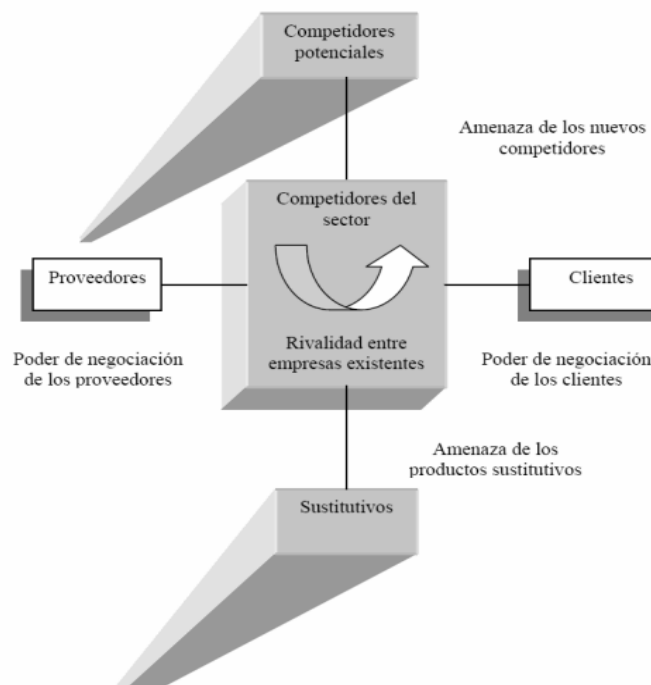 Competidores
potenciales
Amenaza de los nuevos
competidores
Competidores del
sector
Proveedores
Clientes
Rivalidad entre
empresas existentes
Poder de negociación
de los proveedores
Poder de negociación
de los clientes
Amenaza de los
productos sustitutivos
Sustitutivos